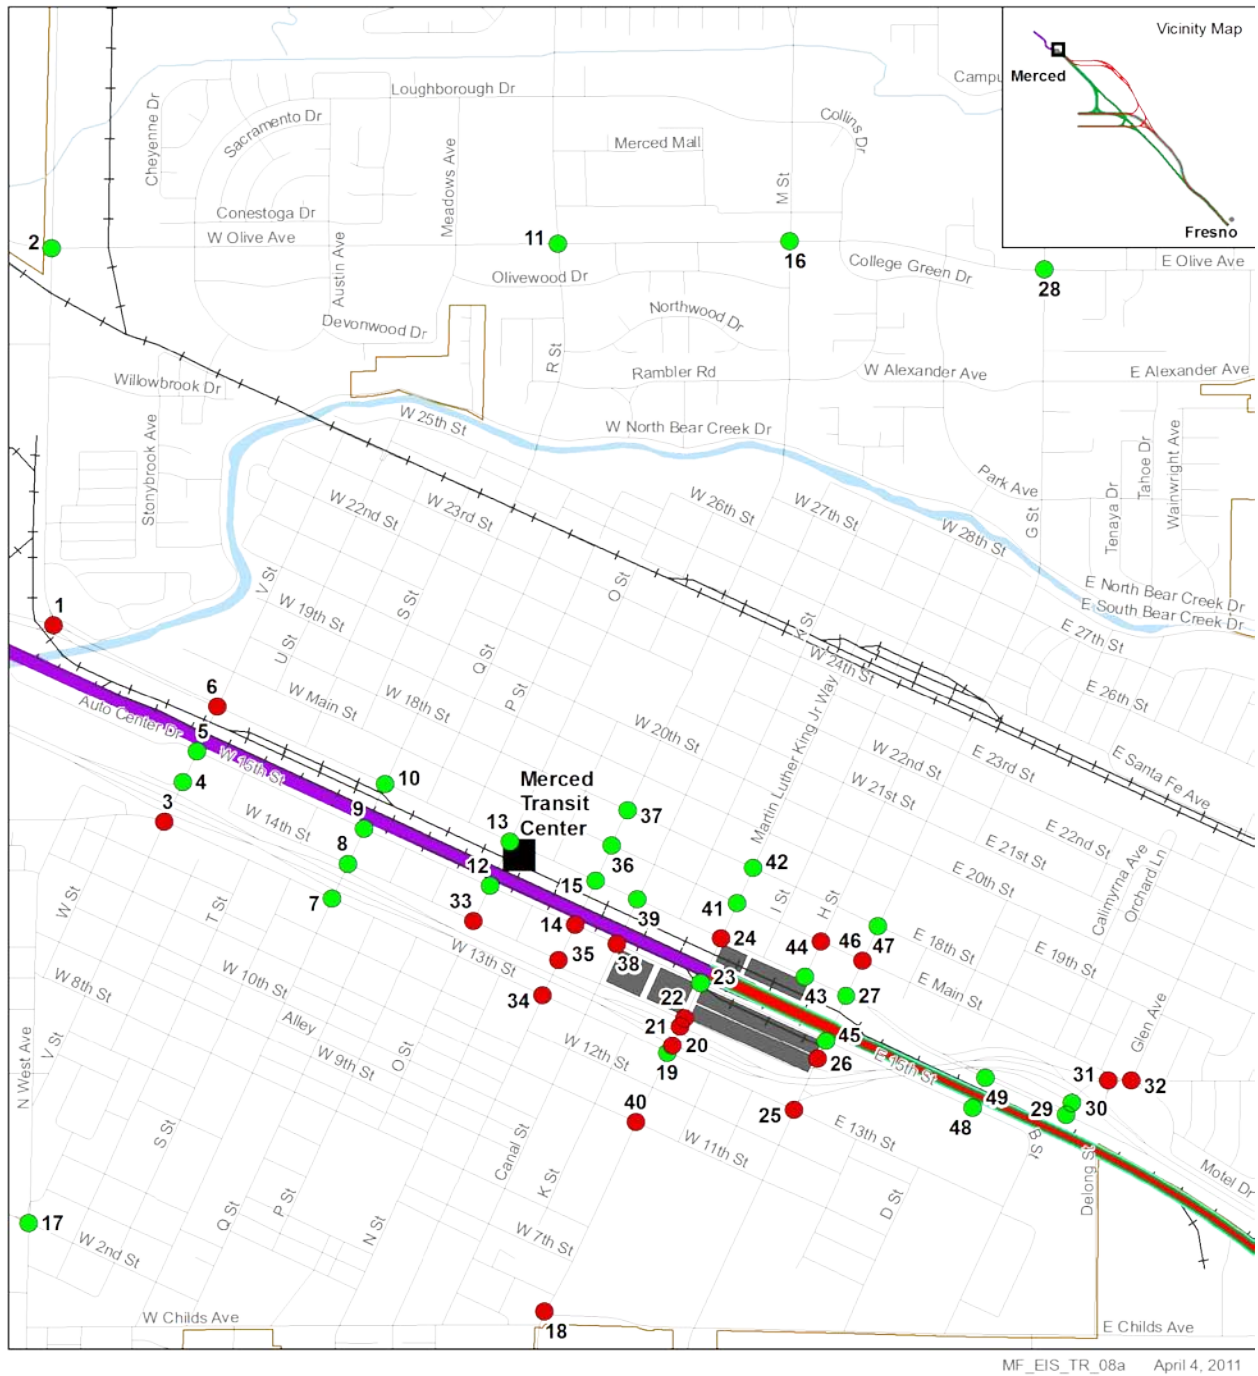 Vicinity Map
Merced
Fresno
Campu
Loughborough Dr
Cheyenne Dr
Sacramento Dr
Meadows Ave
Merced Mall
Collins Dr
M St
Conestoga Dr
W Olive Ave
Austin Ave
2
11
16
Olivewood Dr
College Green Dr
E Olive Ave
28
Devonwood Dr
Northwood Dr
R St
Willowbrook Dr
Rambler Rd
W Alexander Ave
E Alexander Ave
W 25th St
W North Bear Creek Dr
Stonybrook Ave
Park Ave
Tahoe Dr
Wainwright Ave
Tenaya Dr
G St
W 22nd St
W 23rd St
W 26th St
W 27th St
W 28th St
V St
S St
O St
W 19th St
E North Bear Creek Dr
E South Bear Creek Dr
1
E 27th St
U St
Q St
K St
W 24th St
6
W Main St
W 18th St
P St
E 26th St
Auto Center Dr
5
W 15th St
W 20th St
Martin Luther King Jr Way
W 22nd St
E 23rd St
E Santa Fe Ave
Merced
Transit
Center
10
4
3
W 14th St
9
8
13
37
W 21st St
E 22nd St
E 21st St
E 20th St
Calimyrna Ave
Orchard Ln
7
12
15
36
42
I St
H St
W St
T St
33
14
39
41
24
44
46
47
E 18th St
E 19th St
W 13th St
35
38
W 8th St
W 10th St
34
22
23
43
27
E Main St
Alley
W 9th St
O St
W 12th St
21
20
19
45
26
E 15th St
Glen Ave
N West Ave
V St
31
32
40
25
E 13th St
49
48
29
30
B St
S St
Canal St
K St
W 11th St
Delong St
Motel Dr
17
Q St
P St
N St
D St
W 2nd St
W 7th St
W Childs Ave
18
E Childs Ave
MF_EIS_TR_08a April 4, 2011